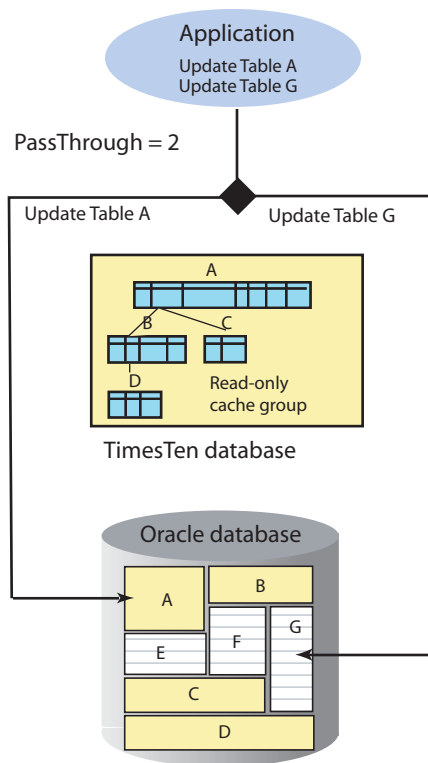 Application
Update Table A
Update Table G
PassThrough = 2
Update Table A
Update Table G
A
B
C
D
Read-only
cache group
TimesTen database
Oracle database
A
B
E
F
G
C
D